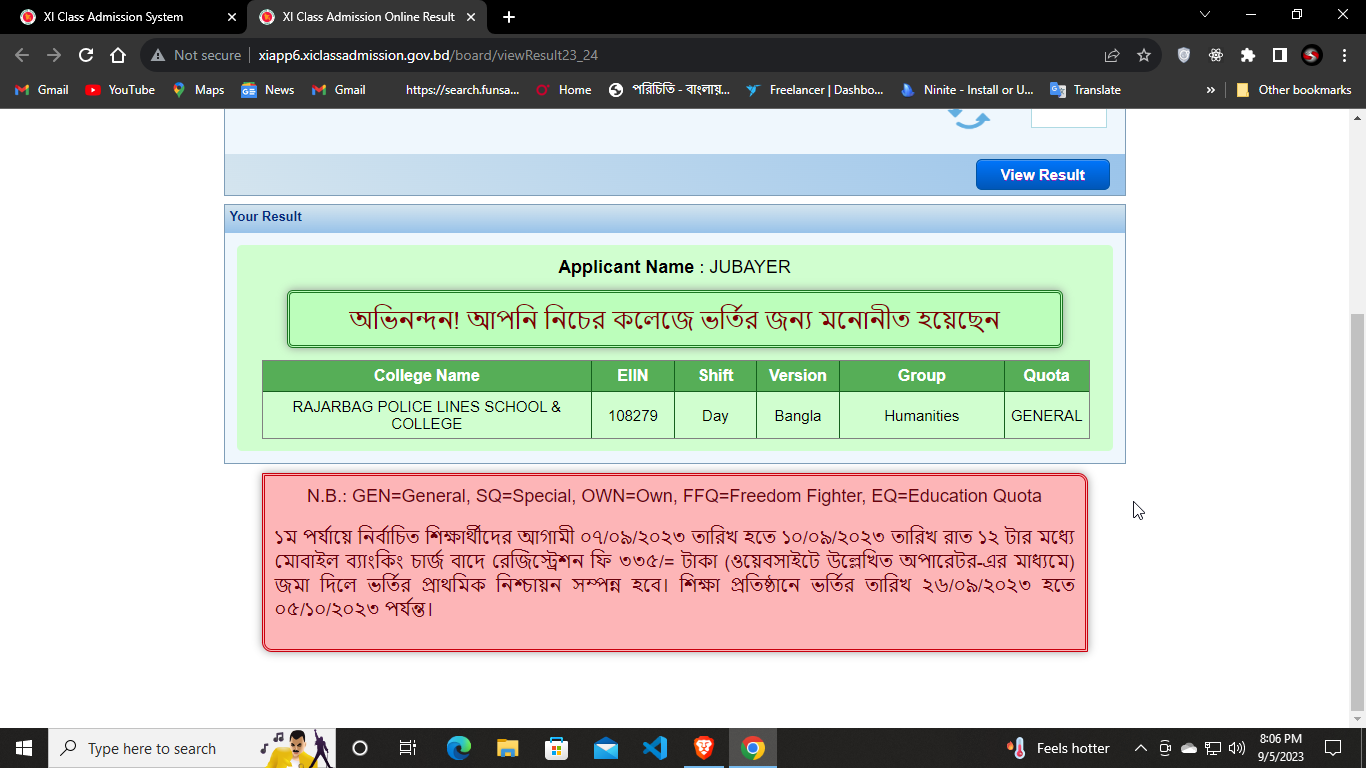 XI Class Admission System
XI Class Admission Online Result
Not secure
xiapp6.xiclassadmission.gov.bd/board/viewResult23_24
Gmail YouTube Maps News Gmail https://search.funsa... Home পরিচিতি - বাংলায়... Freelancer | Dashbo... Ninite - Install or U... Translate » Other bookmarks
View Result
Your Result
Applicant Name : JUBAYER
অভিনন্দন! আপনি নিচের কলেজে ভর্তির জন্য মনোনীত হয়েছেন
College Name EIIN Shift Version Group Quota
RAJARBAG POLICE LINES SCHOOL &
COLLEGE
108279 Day Bangla Humanities GENERAL
N.B.: GEN=General, SQ=Special, OWN=Own, FFQ=Freedom Fighter, EQ=Education Quota
১ম পর্যায়ে নির্বাচিত শিক্ষার্থীদের আগামী ০৭/০৯/২০২৩ তারিখ হতে ১০/০৯/২০২৩ তারিখ রাত ১২ টার মধ্যে
মোবাইল ব্যাংকিং চার্জ বাদে রেজিস্ট্রেশন ফি ৩৩৫/= টাকা (ওয়েবসাইটে উল্লেখিত অপারেটর-এর মাধ্যমে)
জমা দিলে ভর্তির প্রাথমিক নিশ্চায়ন সম্পন্ন হবে। শিক্ষা প্রতিষ্ঠানে ভর্তির তারিখ ২৬/০৯/২০২৩ হতে
০৫/১০/২০২৩ পর্যন্ত।
Type here to search
Feels hotter
8:06 PM
9/5/2023